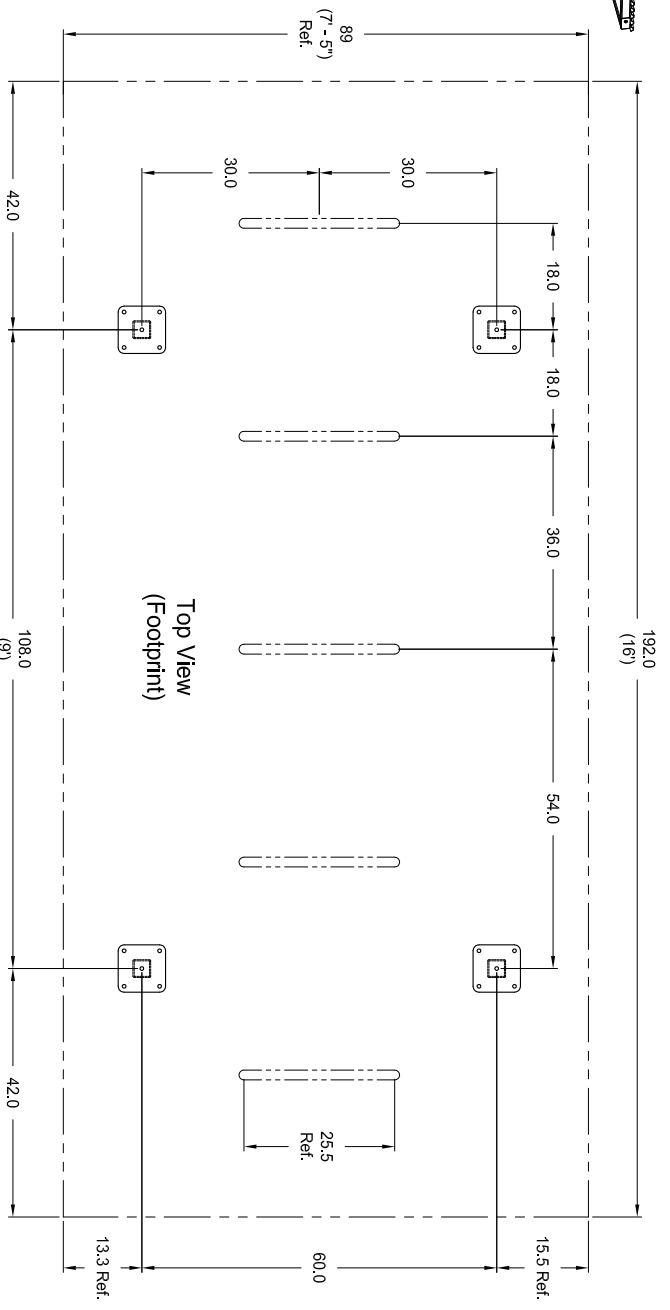 192.0
(16')
89
(7' - 5")
Ref.
15.5 Ref.
18.0
18.0
36.0
54.0
30.0
30.0
60.0
25.5
Ref.
Top View
(Footprint)
13.3 Ref.
42.0
108.0
(9')
42.0